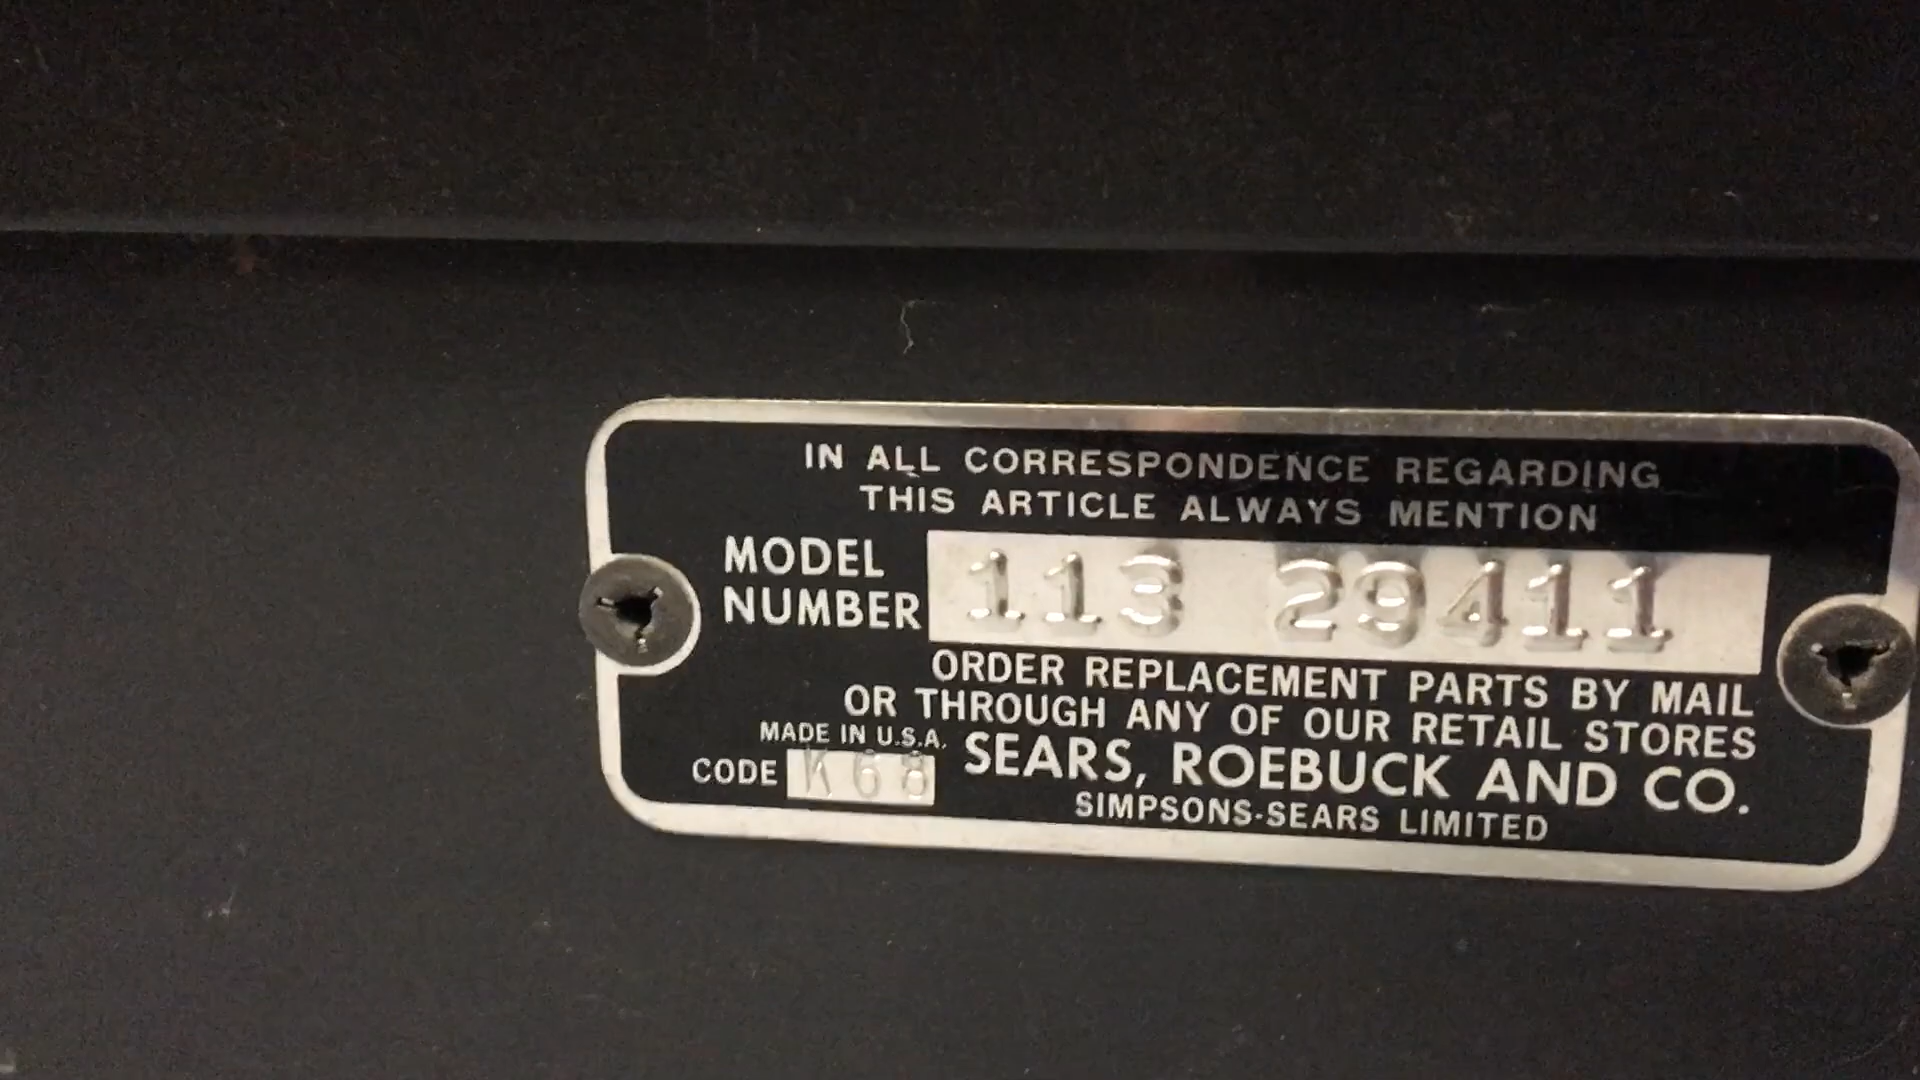 IN ALL CORRESPONDENCE REGARDING
THIS ARTICLE ALWAYS MENTION
MODEL NUMBER 113 29411
ORDER REPLACEMENT PARTS BY MAIL
OR THROUGH ANY OF OUR RETAIL STORES
MADE IN U.S.A.
CODE K68
SEARS, ROEBUCK AND CO.
SIMPSONS-SEARS LIMITED